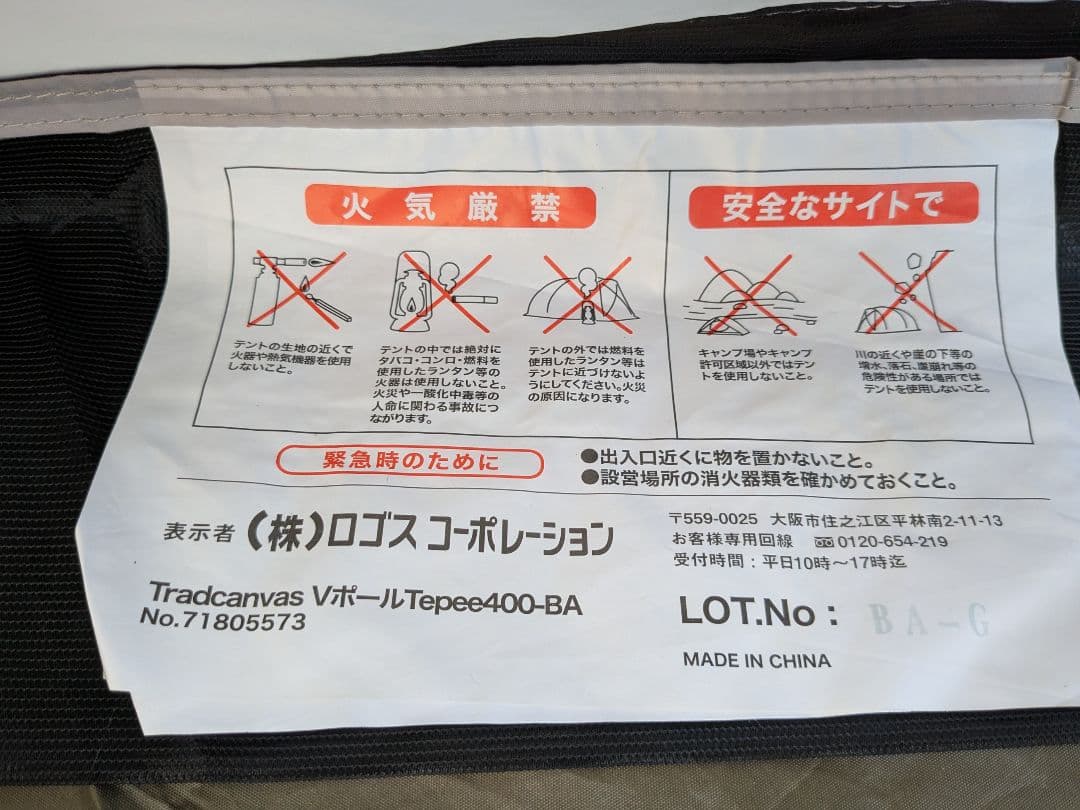 火気厳禁
テントの生地の近くで
火器や熱気機器を使用
しないこと。
テントの中では絶対に
タバコ・コンロ・燃料を
使用したランタン等の
火器は使用しないこと。
火災や一酸化中毒等の
人命に関わる事故につ
ながります。
テントの外では燃料を
使用したランタン等は
テントに近づけないよ
うにしてください。火災
の原因になります。
安全なサイトで
キャンプ場やキャンプ
許可区域以外ではテン
トを使用しないこと。
川の近くや崖の下等の
増水、落石、崖崩れ等の
危険性がある場所では
テントを使用しないこと。
緊急時のために
●出入口近くに物を置かないこと。
●設営場所の消火器類を確かめておくこと。
表示者 (株)ロゴス コーポレーション
〒559-0025 大阪市住之江区平林南2-11-13
お客様専用回線 0120-654-219
受付時間：平日10時～17時迄
Tradcanvas VポールTepee400-BA
No.71805573
LOT.No： BA-G
MADE IN CHINA